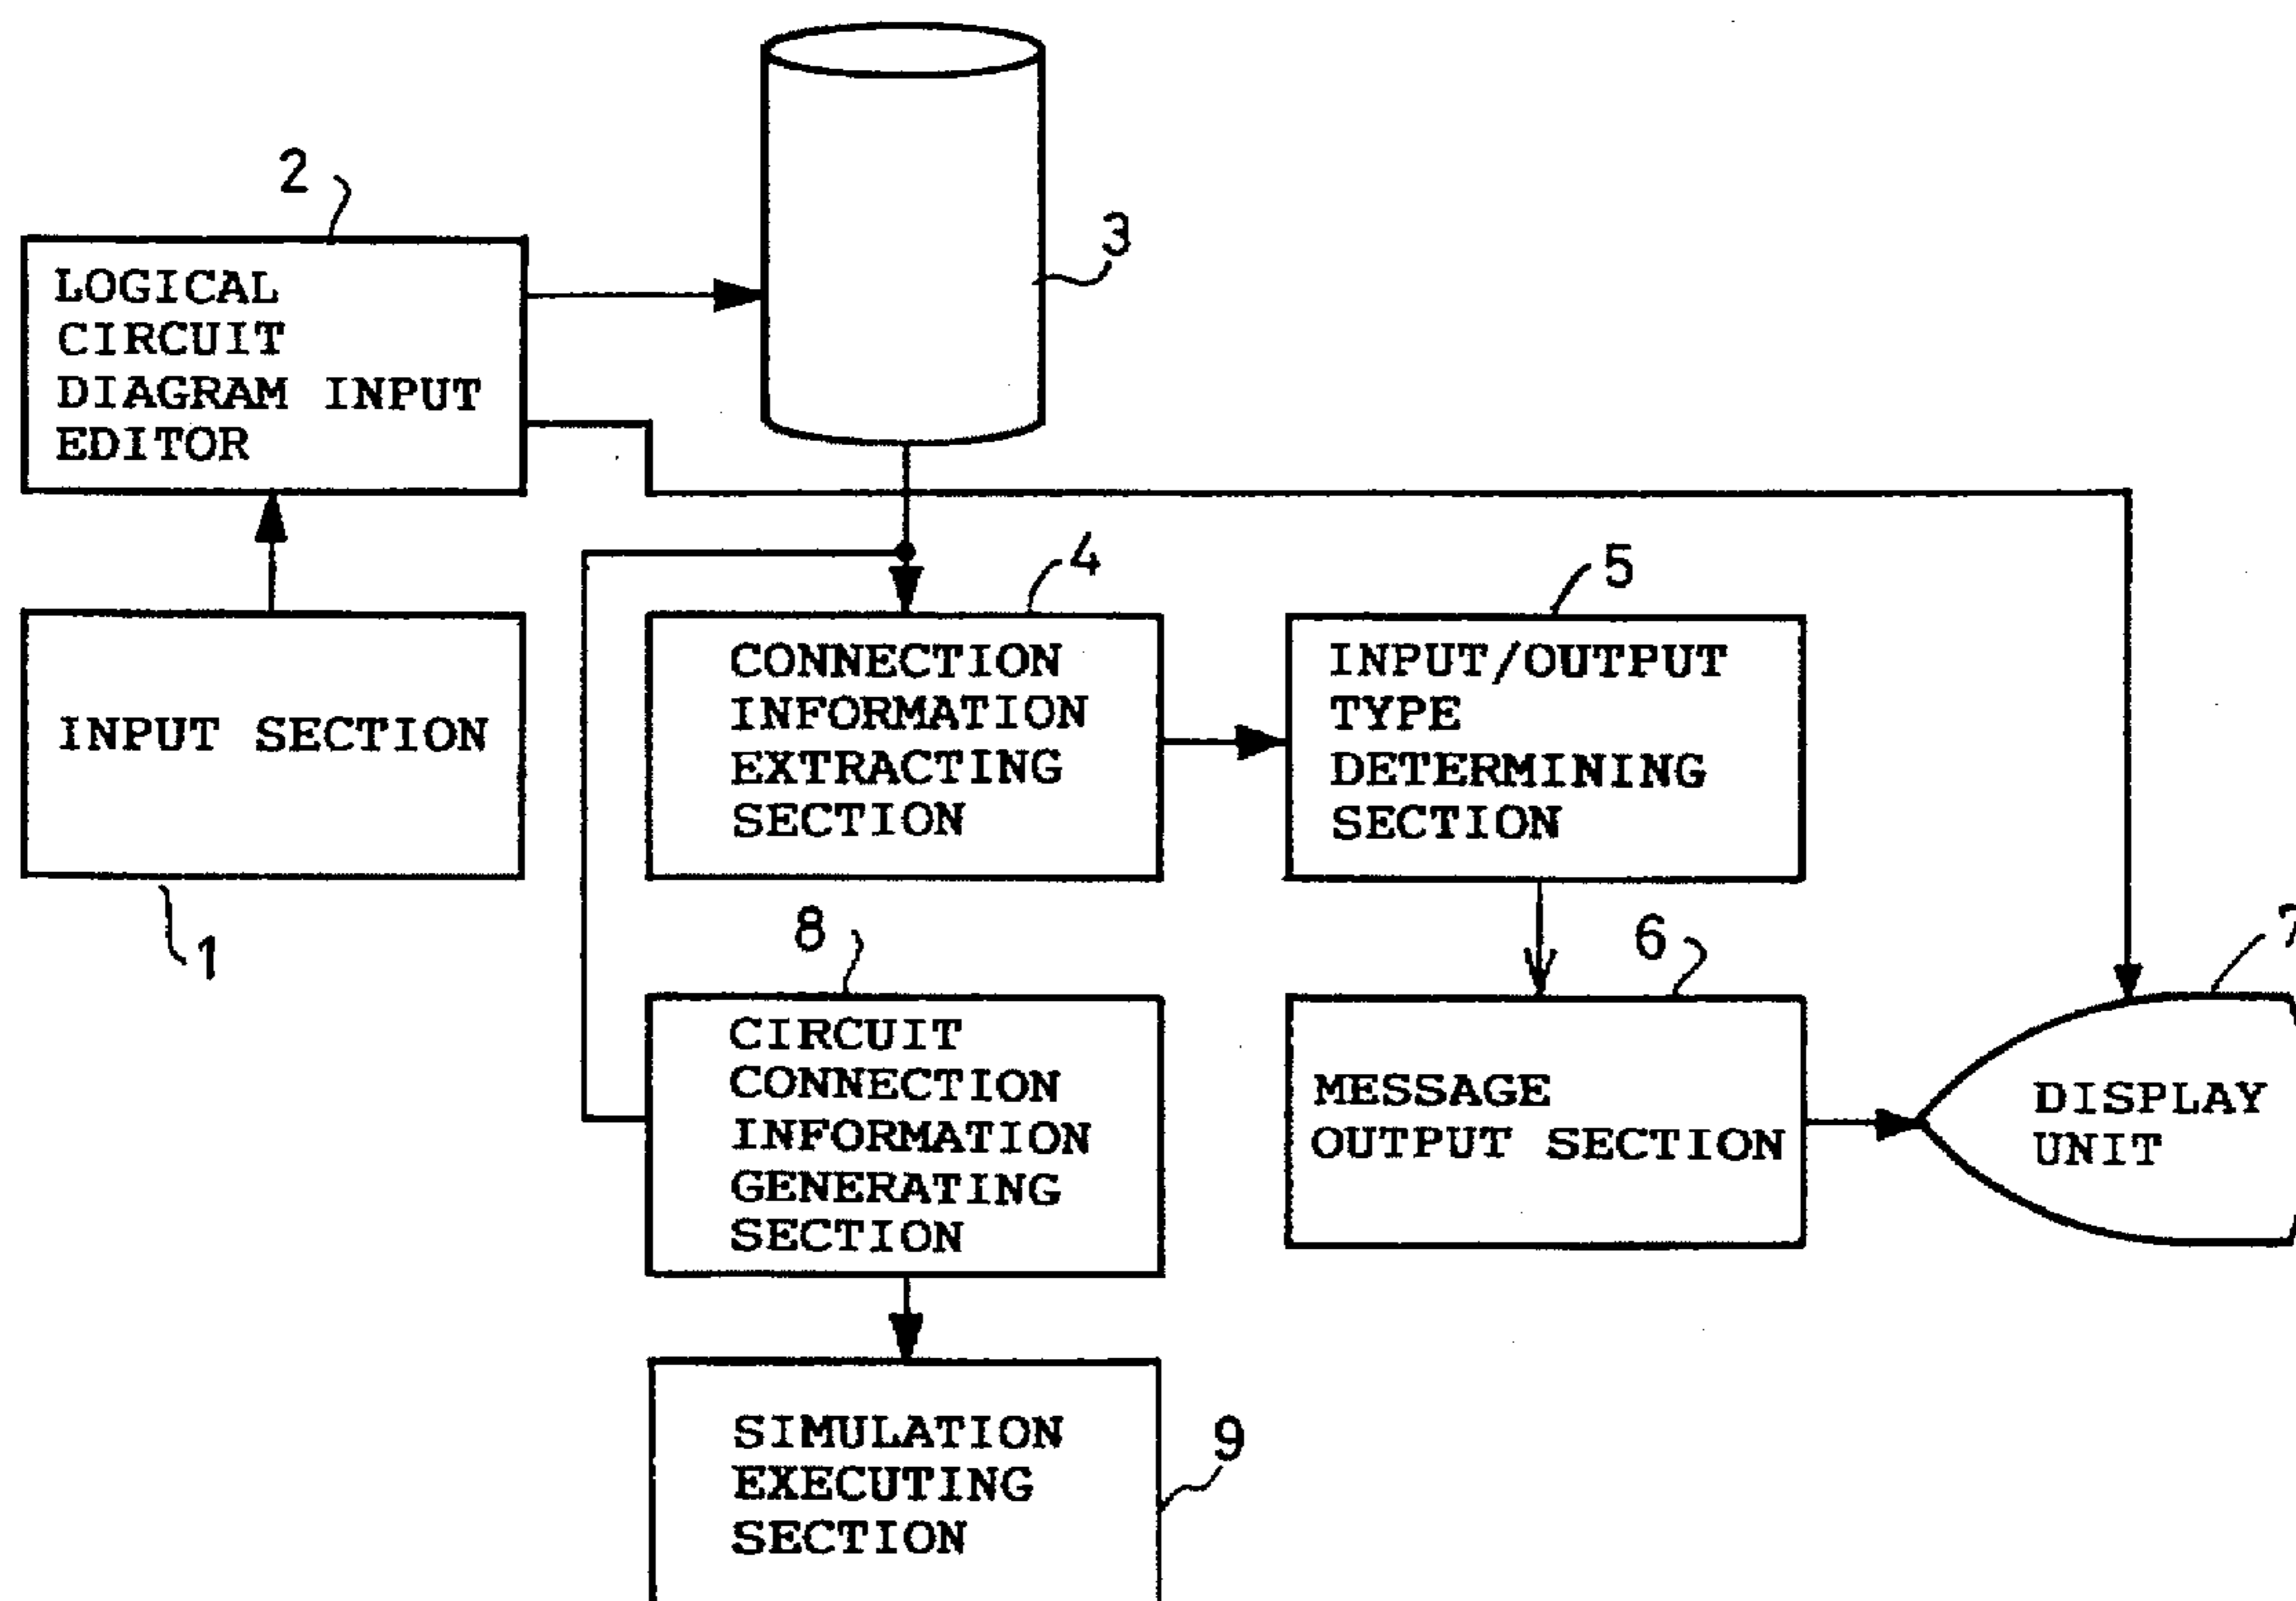 2
LOGICAL
CIRCUIT
DIAGRAM INPUT
EDITOR
3
INPUT SECTION
1
4
CONNECTION
INFORMATION
EXTRACTING
SECTION
5
INPUT/OUTPUT
TYPE
DETERMINING
SECTION
8
CIRCUIT
CONNECTION
INFORMATION
GENERATING
SECTION
6
MESSAGE
OUTPUT SECTION
7
DISPLAY
UNIT
SIMULATION
EXECUTING
SECTION
9